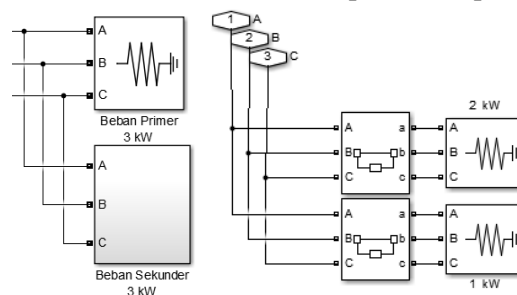 A
B
C
Beban Primer
3 kW
A
B
C
Beban Sekunder
3 kW
1 A
2 B
3 C
2 kW
A a A
B b B
C c C
A a A
B b B
C c C
1 kW